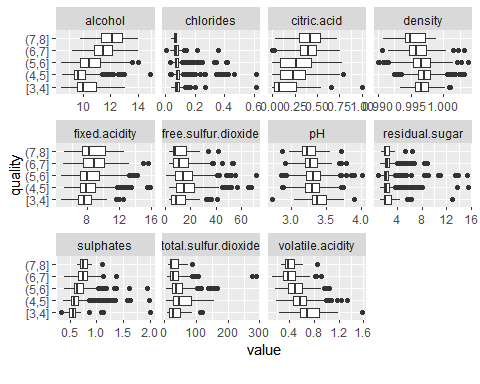 alcohol chlorides citric.acid density
(7,8]
(6,7]
(5,6]
(4,5]
[3,4]
10 12 14 0.0 0.2 0.4 0.6 0.00 0.25 0.50 0.75 1.00 0.990 0.995 1.000
fixed.acidity free.sulfur.dioxide pH residual.sugar
(7,8]
(6,7]
(5,6]
(4,5]
[3,4]
8 12 16 0 20 40 60 3.0 3.5 4.0 4 8 12 16
sulphates total.sulfur.dioxide volatile.acidity
(7,8]
(6,7]
(5,6]
(4,5]
[3,4]
0.5 1.0 1.5 2.0 0 100 200 300 0.4 0.8 1.2 1.6
quality
value